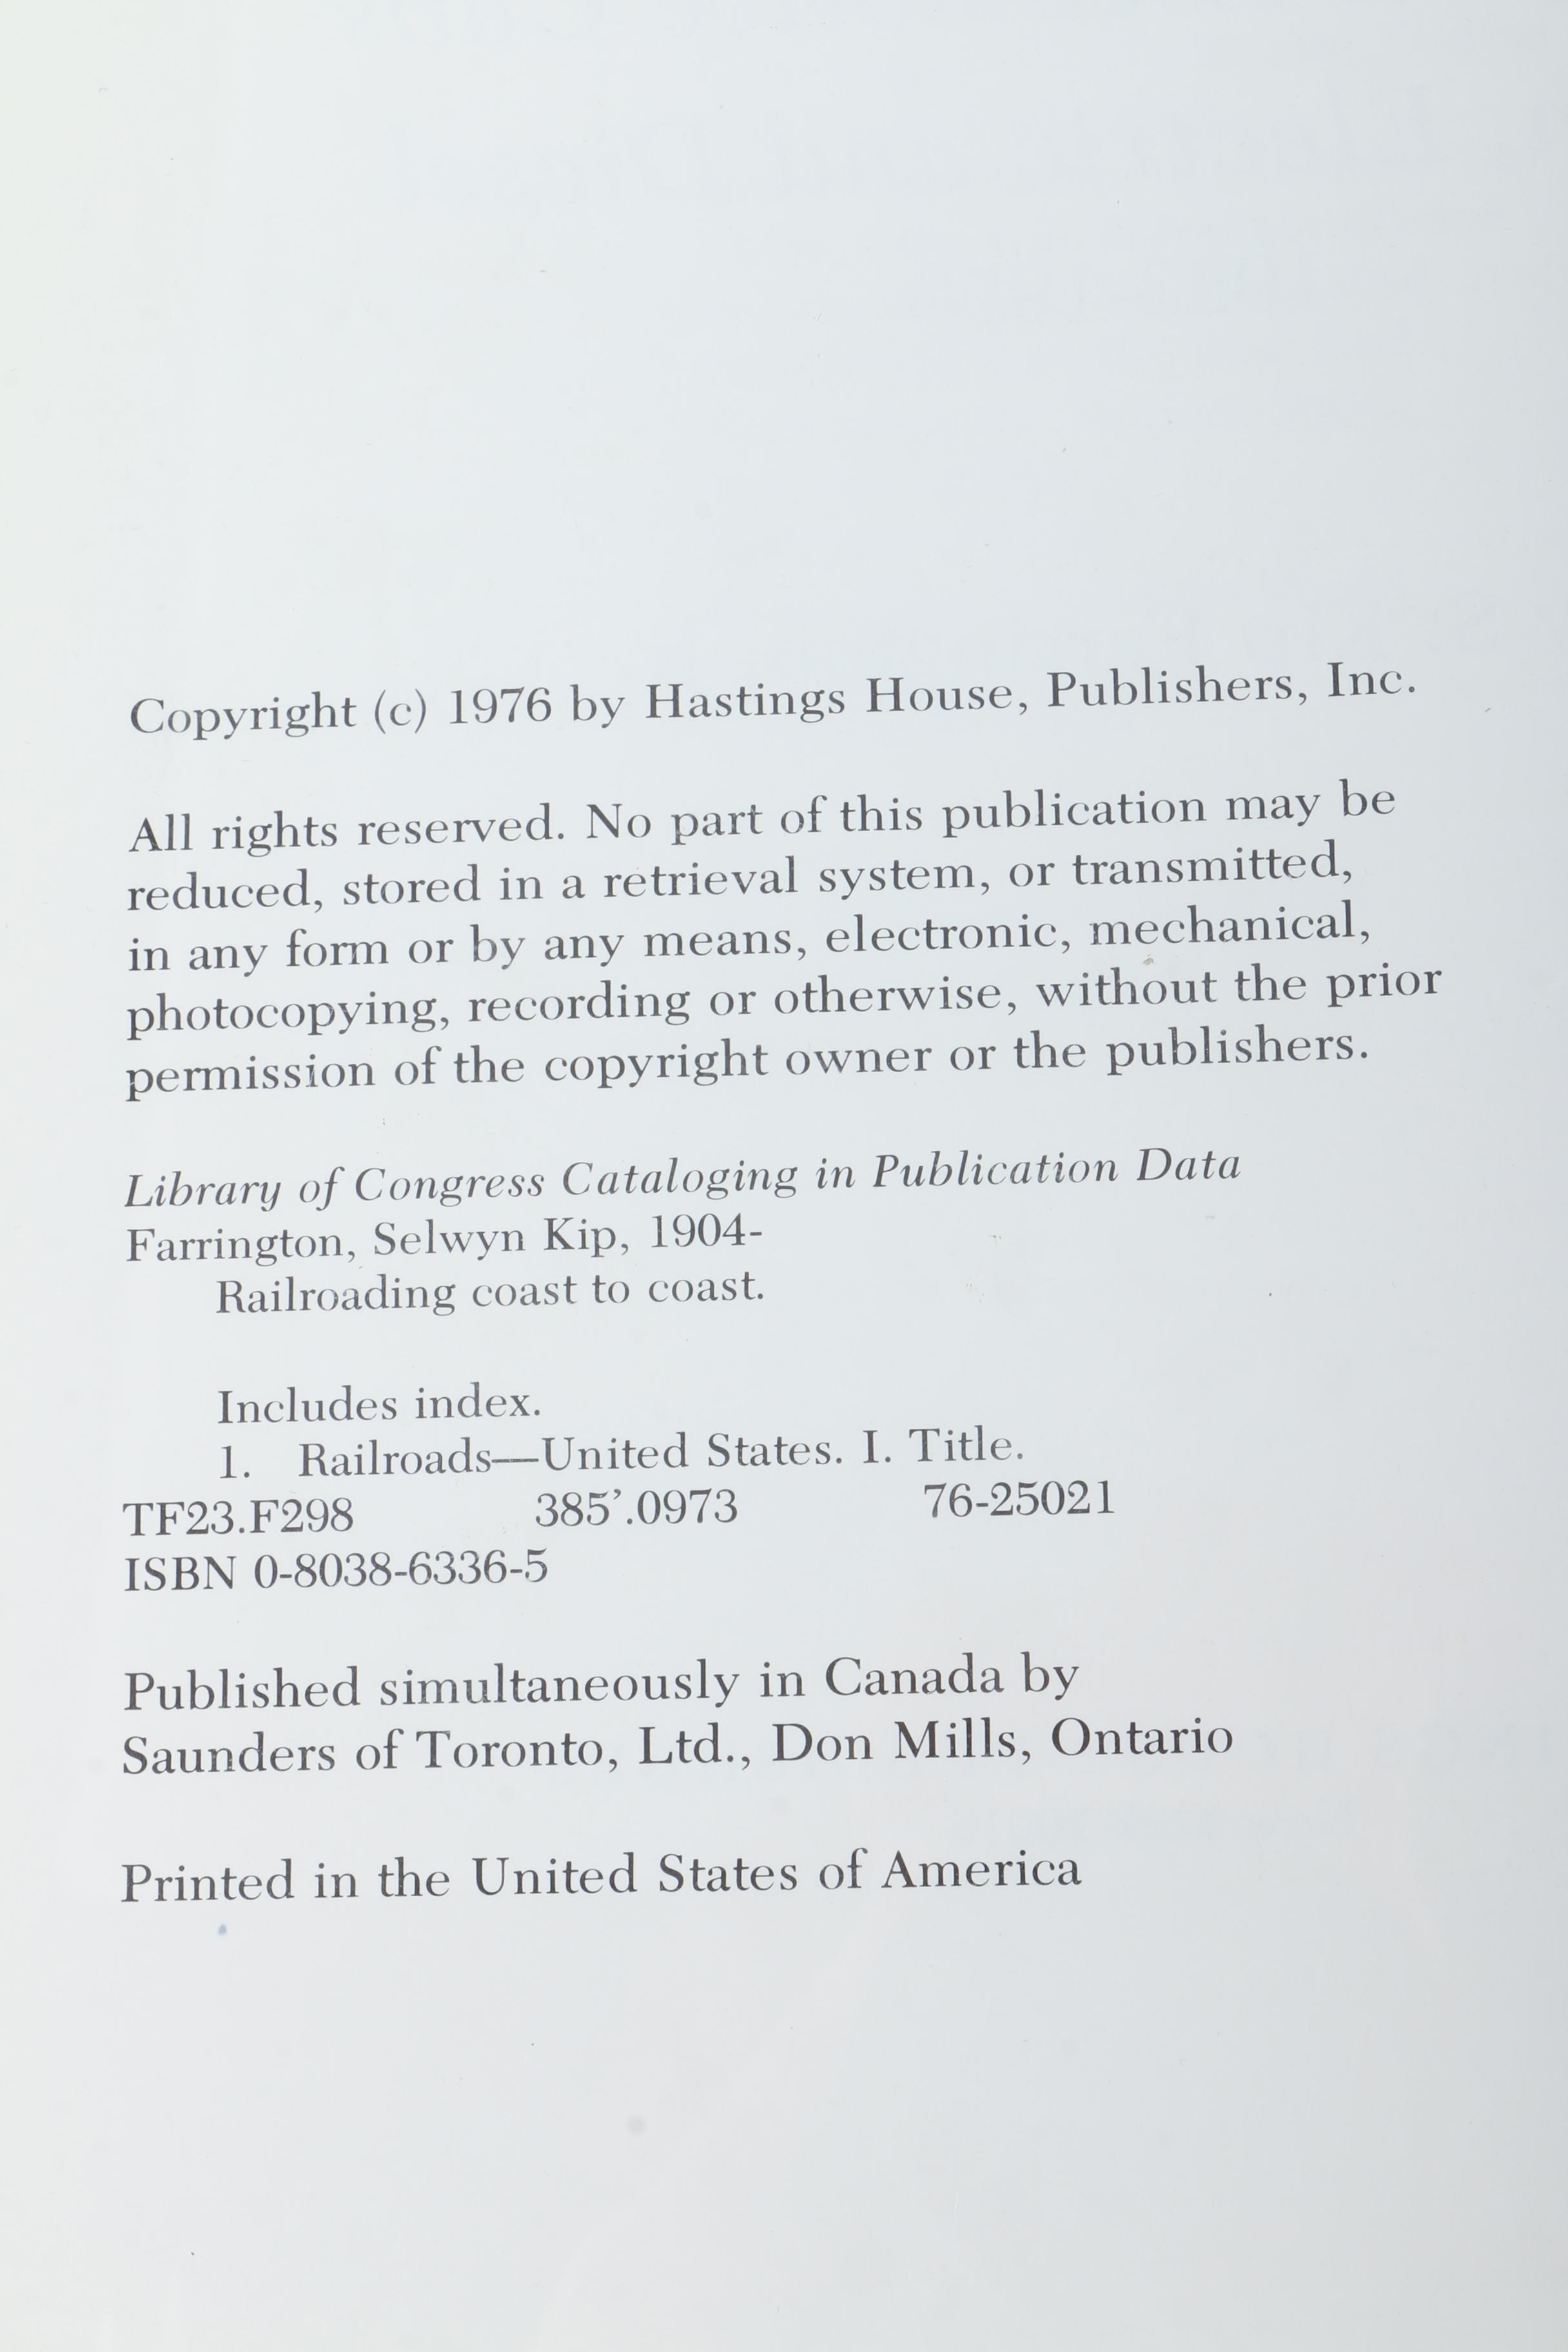 Copyright (c) 1976 by Hastings House, Publishers, Inc.
All rights reserved. No part of this publication may be
reduced, stored in a retrieval system, or transmitted,
in any form or by any means, electronic, mechanical,
photocopying, recording or otherwise, without the prior
permission of the copyright owner or the publishers.
Library of Congress Cataloging in Publication Data
Farrington, Selwyn Kip, 1904-
Railroading coast to coast.
Includes index.
1. Railroads—United States. I. Title.
TF23.F298 385’.0973 76-25021
ISBN 0-8038-6336-5
Published simultaneously in Canada by
Saunders of Toronto, Ltd., Don Mills, Ontario
Printed in the United States of America